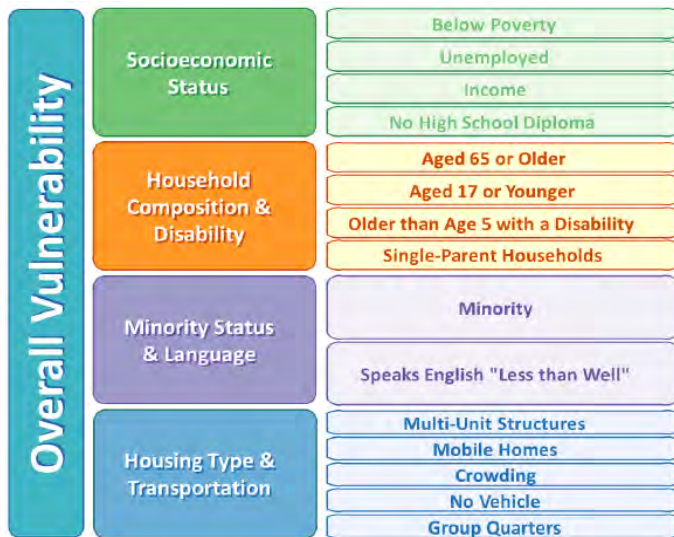 Overall Vulnerability
Socioeconomic
Status
Below Poverty
Unemployed
Income
No High School Diploma
Household
Composition &
Disability
Aged 65 or Older
Aged 17 or Younger
Older than Age 5 with a Disability
Single-Parent Households
Minority Status
& Language
Minority
Speaks English "Less than Well"
Housing Type &
Transportation
Multi-Unit Structures
Mobile Homes
Crowding
No Vehicle
Group Quarters